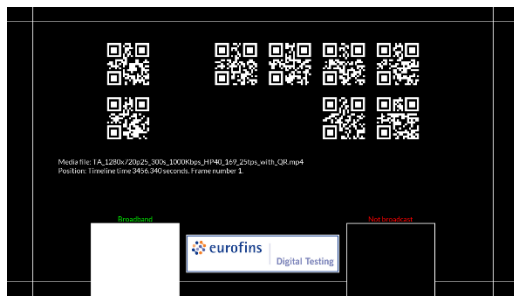 Media file: TA_1280x720p25_300s_1000Kbps_HP40_169_25fps_with_QR.mp4
Position: Timeline time 3456.340 seconds. Frame number 1.
Broadband
Not broadcast
eurofins
Digital Testing